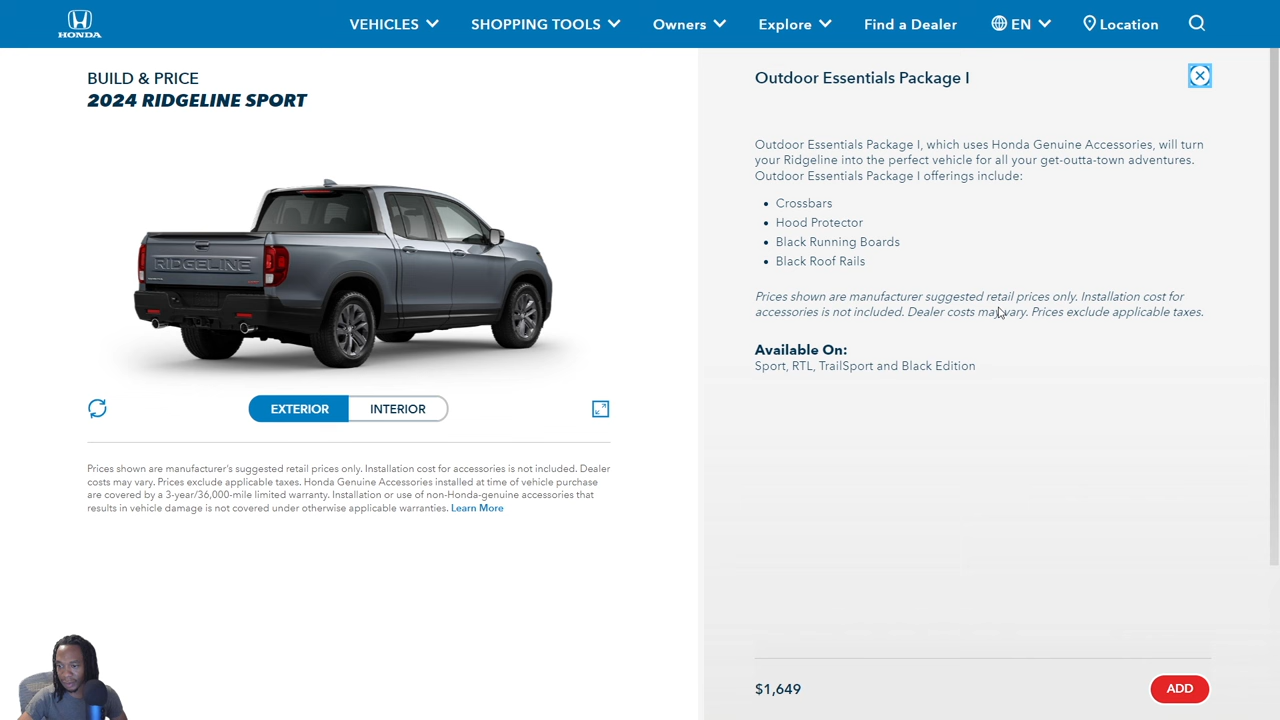 HONDA
VEHICLES
SHOPPING TOOLS
Owners
Explore
Find a Dealer
EN
Location
BUILD & PRICE
2024 RIDGELINE SPORT
RIDGELINE
EXTERIOR
INTERIOR
Prices shown are manufacturer's suggested retail prices only. Installation cost for accessories is not included. Dealer
costs may vary. Prices exclude applicable taxes. Honda Genuine Accessories installed at time of vehicle purchase
are covered by a 3-year/36,000-mile limited warranty. Installation or use of non-Honda-genuine accessories that
results in vehicle damage is not covered under otherwise applicable warranties. Learn More
Outdoor Essentials Package I
Outdoor Essentials Package I, which uses Honda Genuine Accessories, will turn
your Ridgeline into the perfect vehicle for all your get-outta-town adventures.
Outdoor Essentials Package I offerings include:
• Crossbars
• Hood Protector
• Black Running Boards
• Black Roof Rails
Prices shown are manufacturer suggested retail prices only. Installation cost for
accessories is not included. Dealer costs may vary. Prices exclude applicable taxes.
Available On:
Sport, RTL, TrailSport and Black Edition
$1,649
ADD